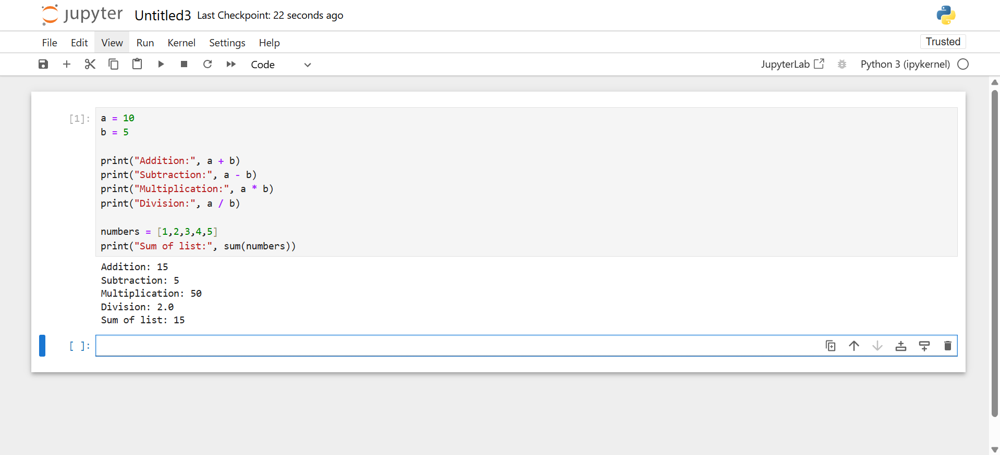 jupyter Untitled3 Last Checkpoint: 22 seconds ago
File Edit View Run Kernel Settings Help Trusted
Code JupyterLab Python 3 (ipykernel)
[1]: a = 10
b = 5
print("Addition:", a + b)
print("Subtraction:", a - b)
print("Multiplication:", a * b)
print("Division:", a / b)
numbers = [1,2,3,4,5]
print("Sum of list:", sum(numbers))
Addition: 15
Subtraction: 5
Multiplication: 50
Division: 2.0
Sum of list: 15
[ ]: